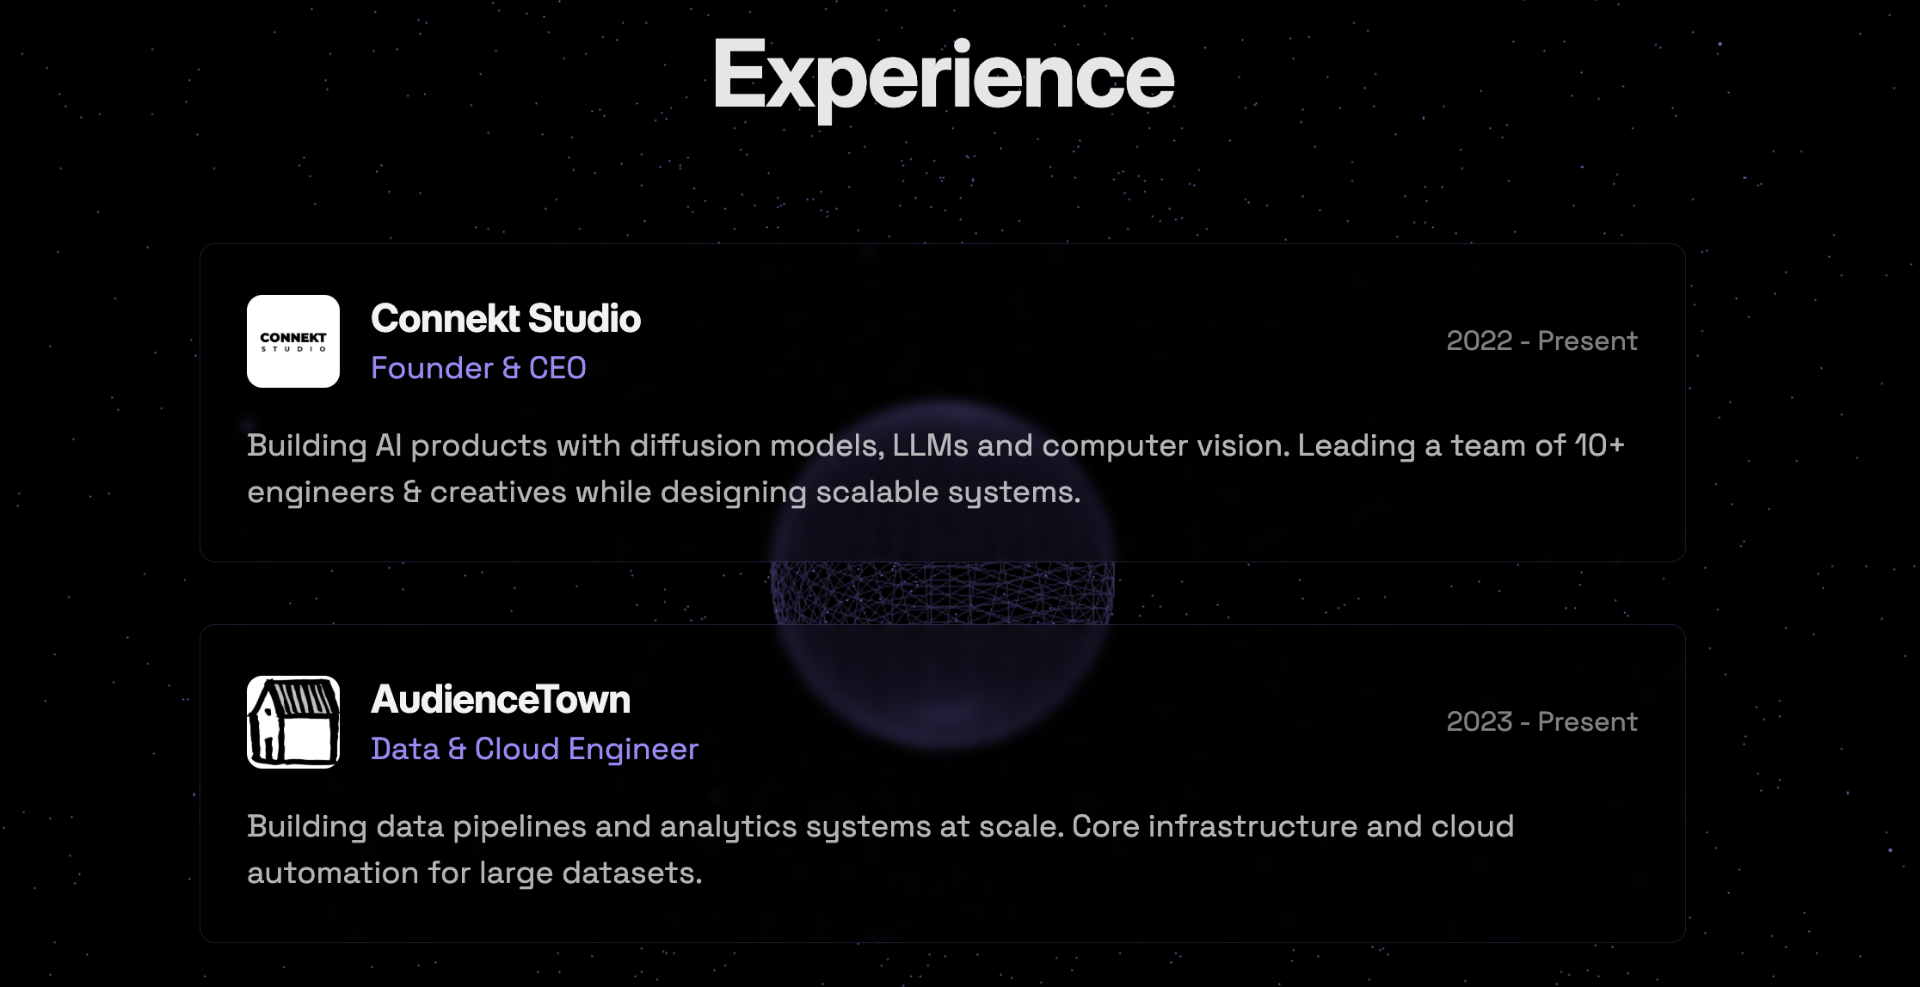 Experience
CONNEKT
STUDIO
Connekt Studio
Founder & CEO
2022 - Present
Building AI products with diffusion models, LLMs and computer vision. Leading a team of 10+
engineers & creatives while designing scalable systems.
AudienceTown
Data & Cloud Engineer
2023 - Present
Building data pipelines and analytics systems at scale. Core infrastructure and cloud
automation for large datasets.